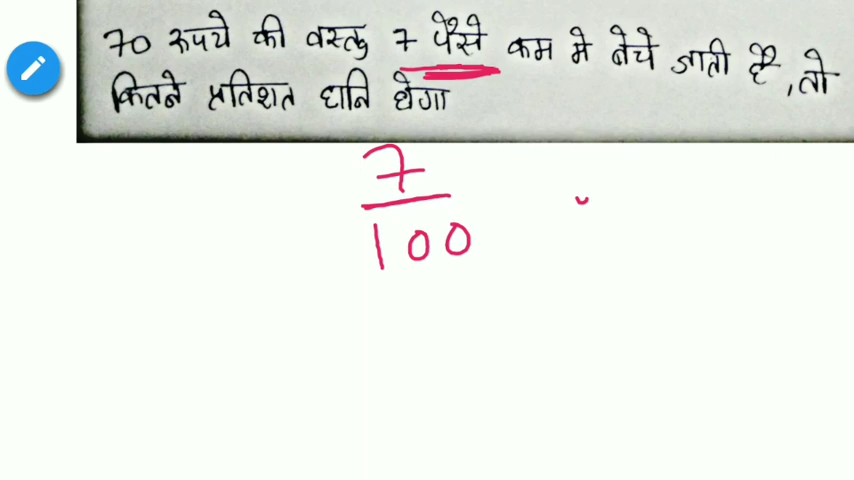 70 रूपये की वस्तु 7 पैसे कम मे बेचे जाती है, तो
कितने प्रतिशत हानि होगा
7
100